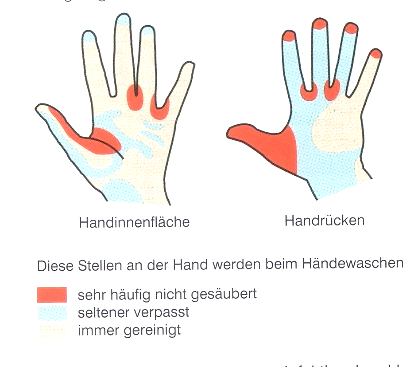 Handinnenfläche
Handrücken
Diese Stellen an der Hand werden beim Händewaschen
sehr häufig nicht gesäubert
seltener verpasst
immer gereinigt